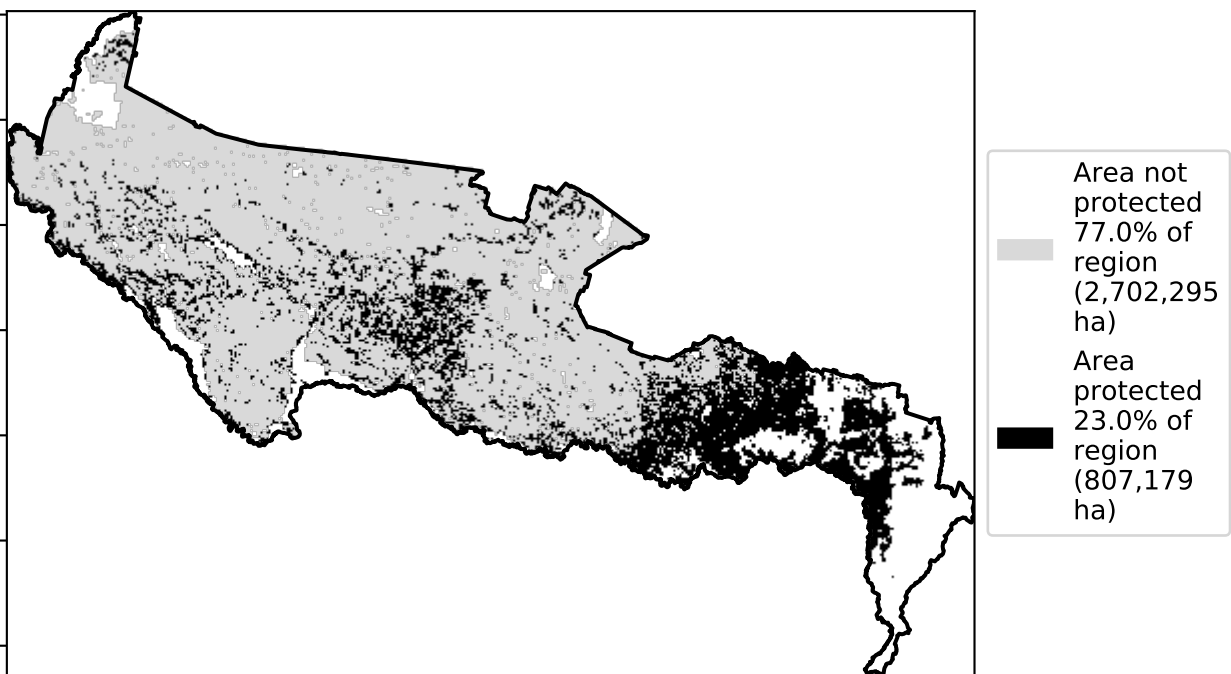 Area not
protected
77.0% of
region
(2,702,295
ha)
Area
protected
23.0% of
region
(807,179
ha)